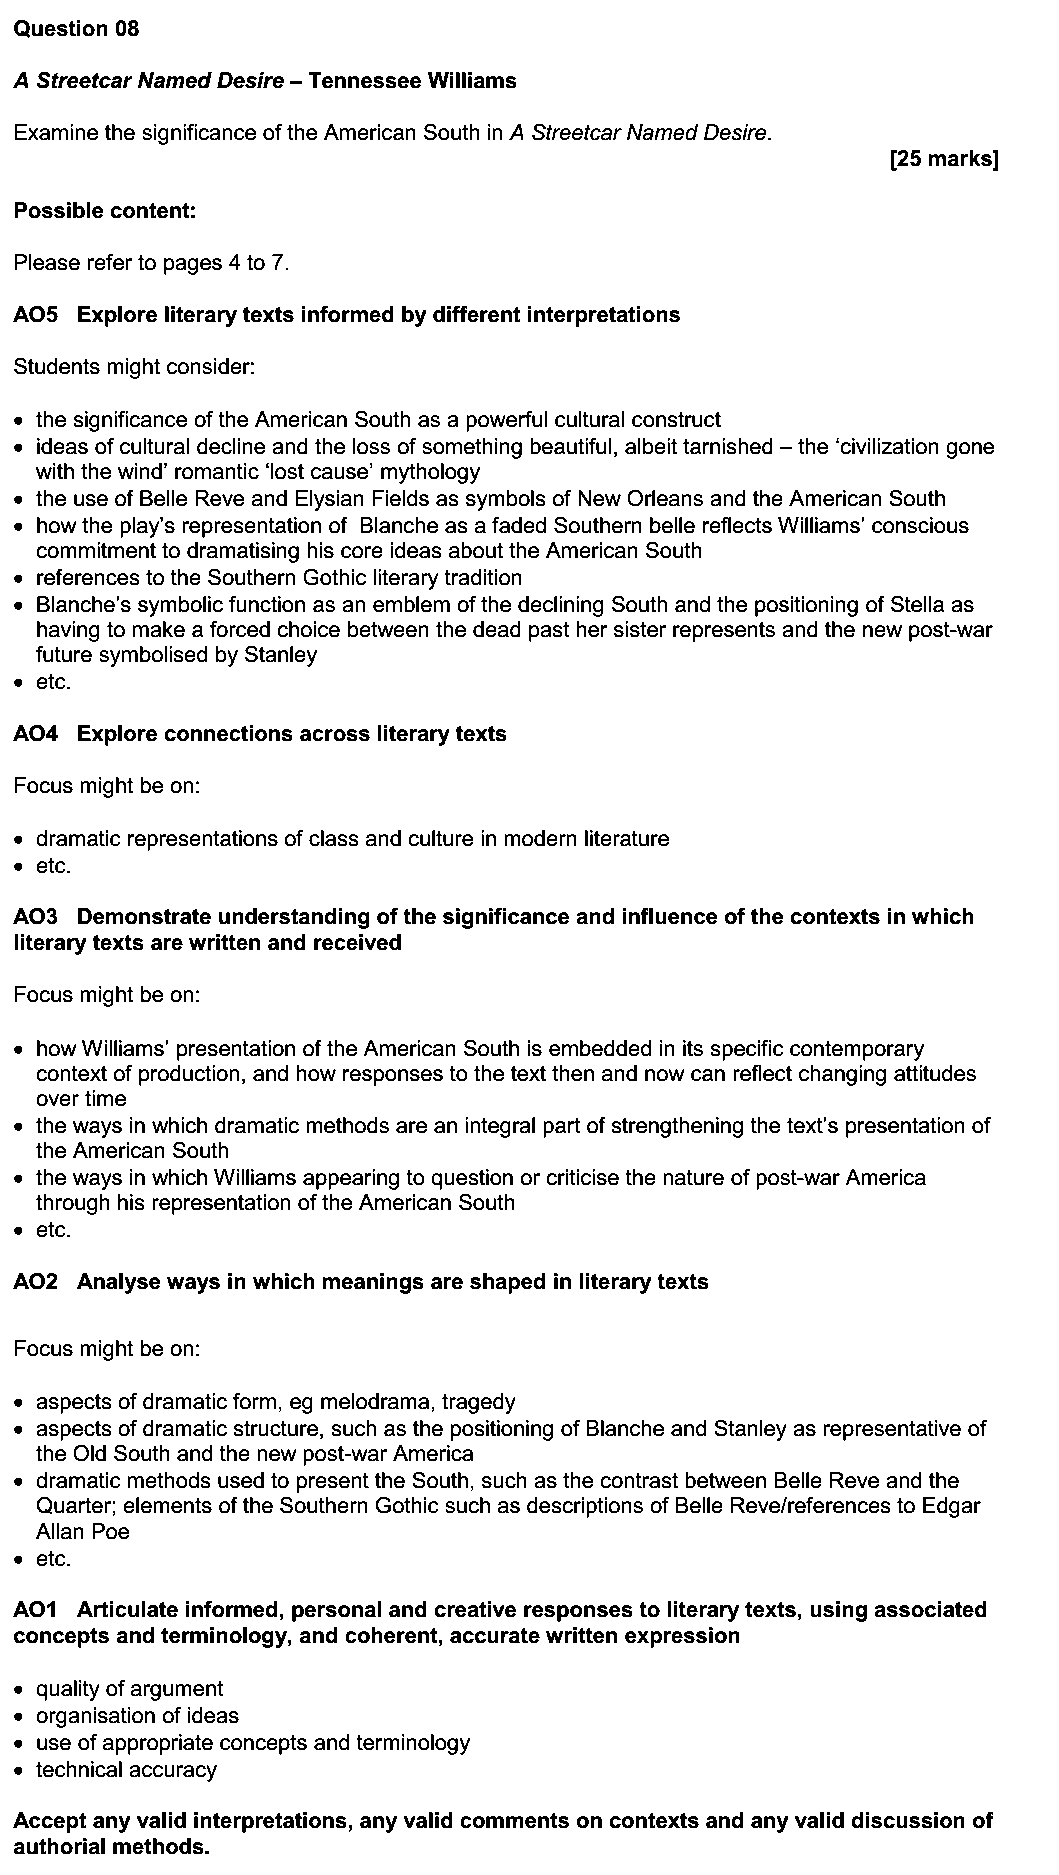 Question 08
A Streetcar Named Desire – Tennessee Williams
Examine the significance of the American South in A Streetcar Named Desire.
[25 marks]
Possible content:
Please refer to pages 4 to 7.
AO5 Explore literary texts informed by different interpretations
Students might consider:
• the significance of the American South as a powerful cultural construct
• ideas of cultural decline and the loss of something beautiful, albeit tarnished – the ‘civilization gone
with the wind’ romantic ‘lost cause’ mythology
• the use of Belle Reve and Elysian Fields as symbols of New Orleans and the American South
• how the play’s representation of Blanche as a faded Southern belle reflects Williams’ conscious
commitment to dramatising his core ideas about the American South
• references to the Southern Gothic literary tradition
• Blanche’s symbolic function as an emblem of the declining South and the positioning of Stella as
having to make a forced choice between the dead past her sister represents and the new post-war
future symbolised by Stanley
• etc.
AO4 Explore connections across literary texts
Focus might be on:
• dramatic representations of class and culture in modern literature
• etc.
AO3 Demonstrate understanding of the significance and influence of the contexts in which
literary texts are written and received
Focus might be on:
• how Williams’ presentation of the American South is embedded in its specific contemporary
context of production, and how responses to the text then and now can reflect changing attitudes
over time
• the ways in which dramatic methods are an integral part of strengthening the text’s presentation of
the American South
• the ways in which Williams appearing to question or criticise the nature of post-war America
through his representation of the American South
• etc.
AO2 Analyse ways in which meanings are shaped in literary texts
Focus might be on:
• aspects of dramatic form, eg melodrama, tragedy
• aspects of dramatic structure, such as the positioning of Blanche and Stanley as representative of
the Old South and the new post-war America
• dramatic methods used to present the South, such as the contrast between Belle Reve and the
Quarter; elements of the Southern Gothic such as descriptions of Belle Reve/references to Edgar
Allan Poe
• etc.
AO1 Articulate informed, personal and creative responses to literary texts, using associated
concepts and terminology, and coherent, accurate written expression
• quality of argument
• organisation of ideas
• use of appropriate concepts and terminology
• technical accuracy
Accept any valid interpretations, any valid comments on contexts and any valid discussion of
authorial methods.